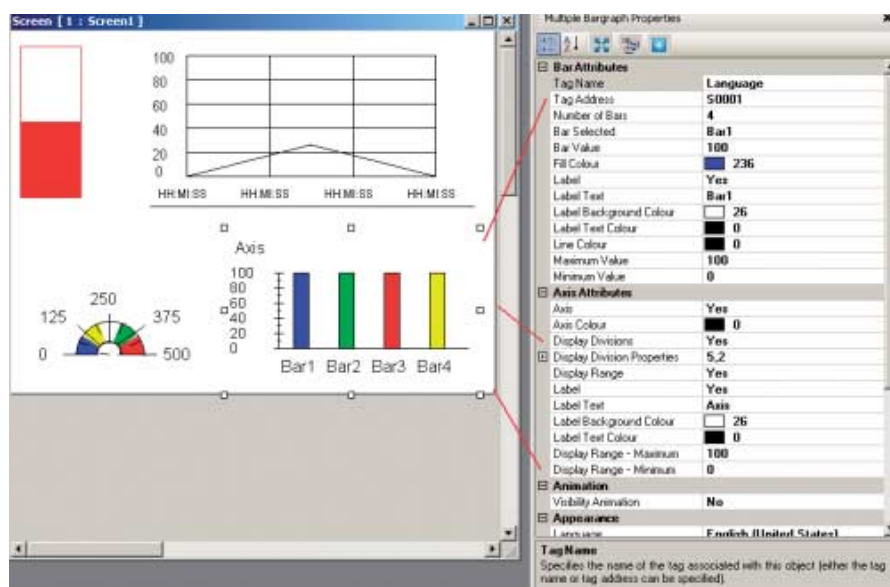 Screen [ 1 : Screen1 ]
100
80
60
40
20
0
HH:MI:SS HH:MI:SS HH:MI:SS HH:MI:SS
Axis
100
80
60
40
20
0
Bar1 Bar2 Bar3 Bar4
250
125 375
0 500
Multiple Bargraph Properties
Bar Attributes
Tag Name Language
Tag Address S0001
Number of Bars 4
Bar Selected Bar1
Bar Value 100
Fill Colour 236
Label Yes
Label Text Bar1
Label Background Colour 26
Label Text Colour 0
Line Colour 0
Maximum Value 100
Minimum Value 0
Axis Attributes
Axis Yes
Axis Colour 0
Display Divisions Yes
Display Division Properties 5,2
Display Range Yes
Label Yes
Label Text Axis
Label Background Colour 26
Label Text Colour 0
Display Range - Maximum 100
Display Range - Minimum 0
Animation
Visibility Animation No
Appearance
Language English (United States)
Tag Name
Specifies the name of the tag associated with this object (either the tag
name or tag address can be specified).